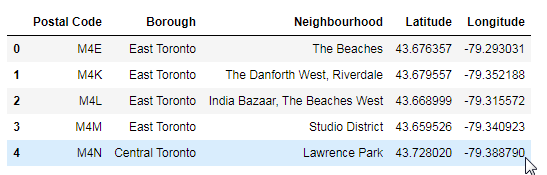 Postal Code Borough Neighbourhood Latitude Longitude
0 M4E East Toronto The Beaches 43.676357 -79.293031
1 M4K East Toronto The Danforth West, Riverdale 43.679557 -79.352188
2 M4L East Toronto India Bazaar, The Beaches West 43.668999 -79.315572
3 M4M East Toronto Studio District 43.659526 -79.340923
4 M4N Central Toronto Lawrence Park 43.728020 -79.388790